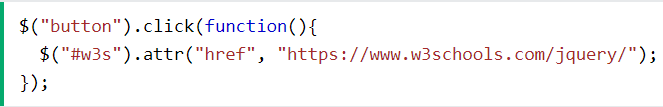 $("button").click(function(){
  $("#w3s").attr("href", "https://www.w3schools.com/jquery/");
});